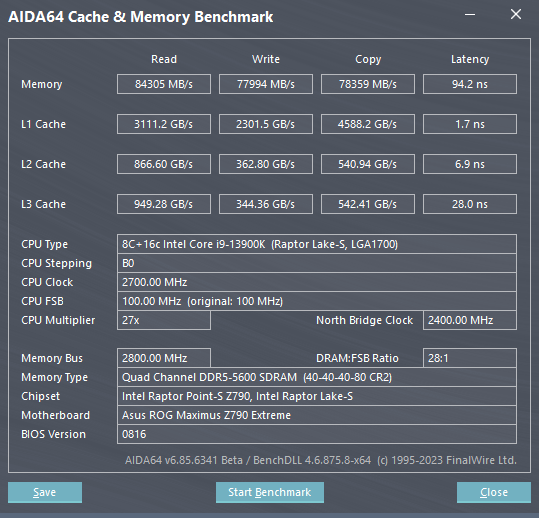 AIDA64 Cache & Memory Benchmark
Read Write Copy Latency
Memory 84305 MB/s 77994 MB/s 78359 MB/s 94.2 ns
L1 Cache 3111.2 GB/s 2301.5 GB/s 4588.2 GB/s 1.7 ns
L2 Cache 866.60 GB/s 362.80 GB/s 540.94 GB/s 6.9 ns
L3 Cache 949.28 GB/s 344.36 GB/s 542.41 GB/s 28.0 ns
CPU Type 8C+16c Intel Core i9-13900K (Raptor Lake-S, LGA1700)
CPU Stepping B0
CPU Clock 2700.00 MHz
CPU FSB 100.00 MHz (original: 100 MHz)
CPU Multiplier 27x North Bridge Clock 2400.00 MHz
Memory Bus 2800.00 MHz DRAM:FSB Ratio 28:1
Memory Type Quad Channel DDR5-5600 SDRAM (40-40-40-80 CR2)
Chipset Intel Raptor Point-S Z790, Intel Raptor Lake-S
Motherboard Asus ROG Maximus Z790 Extreme
BIOS Version 0816
AIDA64 v6.85.6341 Beta / BenchDLL 4.6.875.8-x64 (c) 1995-2023 FinalWire Ltd.
Save Start Benchmark Close